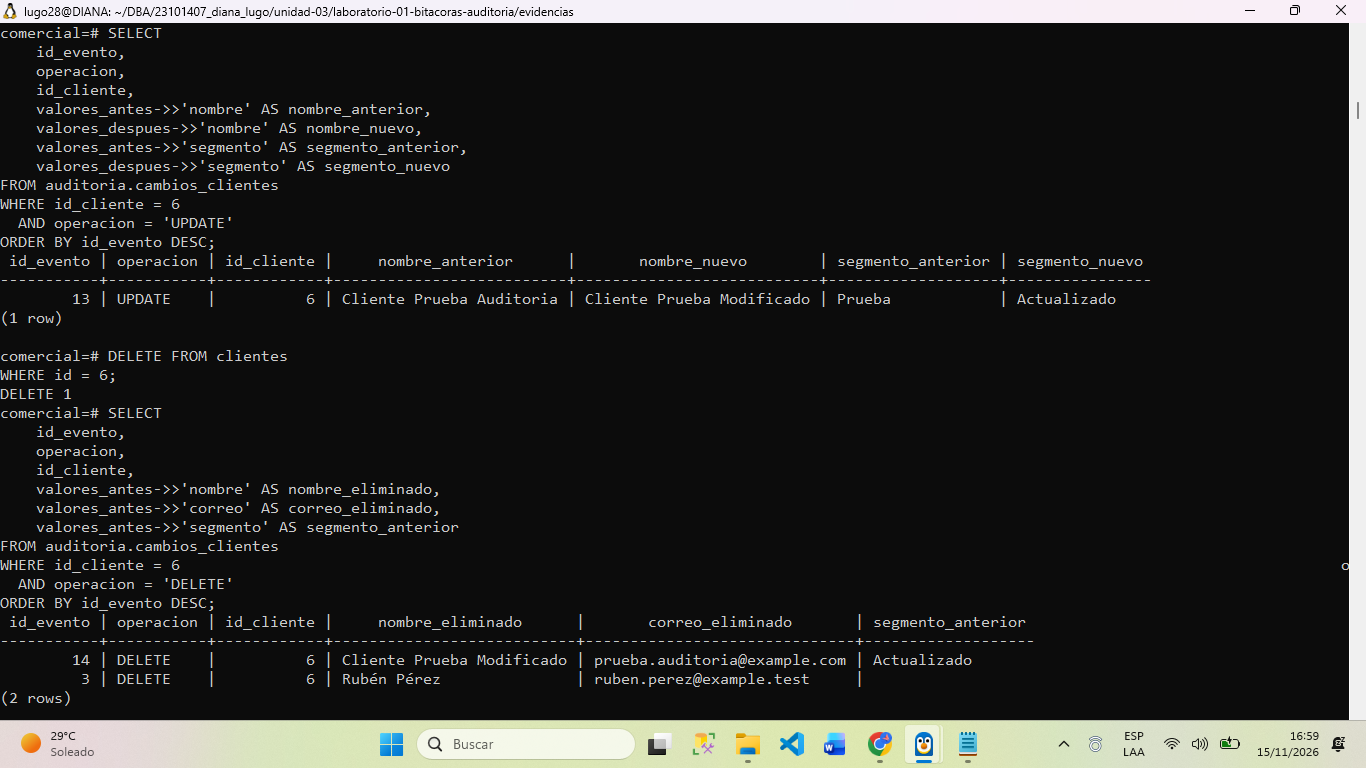 lugo28@DIANA: ~/DBA/23101407_diana_lugo/unidad-03/laboratorio-01-bitacoras-auditoria/evidencias
comercial=# SELECT
    id_evento,
    operacion,
    id_cliente,
    valores_antes->>'nombre' AS nombre_anterior,
    valores_despues->>'nombre' AS nombre_nuevo,
    valores_antes->>'segmento' AS segmento_anterior,
    valores_despues->>'segmento' AS segmento_nuevo
FROM auditoria.cambios_clientes
WHERE id_cliente = 6
  AND operacion = 'UPDATE'
ORDER BY id_evento DESC;
 id_evento | operacion | id_cliente |     nombre_anterior      |       nombre_nuevo        | segmento_anterior | segmento_nuevo
-----------+-----------+------------+--------------------------+---------------------------+-------------------+----------------
        13 | UPDATE    |          6 | Cliente Prueba Auditoria | Cliente Prueba Modificado | Prueba            | Actualizado
(1 row)

comercial=# DELETE FROM clientes
WHERE id = 6;
DELETE 1
comercial=# SELECT
    id_evento,
    operacion,
    id_cliente,
    valores_antes->>'nombre' AS nombre_eliminado,
    valores_antes->>'correo' AS correo_eliminado,
    valores_antes->>'segmento' AS segmento_anterior
FROM auditoria.cambios_clientes
WHERE id_cliente = 6
  AND operacion = 'DELETE'
ORDER BY id_evento DESC;
 id_evento | operacion | id_cliente |     nombre_eliminado      |       correo_eliminado       | segmento_anterior
-----------+-----------+------------+---------------------------+------------------------------+-------------------
        14 | DELETE    |          6 | Cliente Prueba Modificado | prueba.auditoria@example.com | Actualizado
         3 | DELETE    |          6 | Rubén Pérez               | ruben.perez@example.test     |
(2 rows)
29°C
Soleado
Buscar
ESP
LAA
16:59
15/11/2026